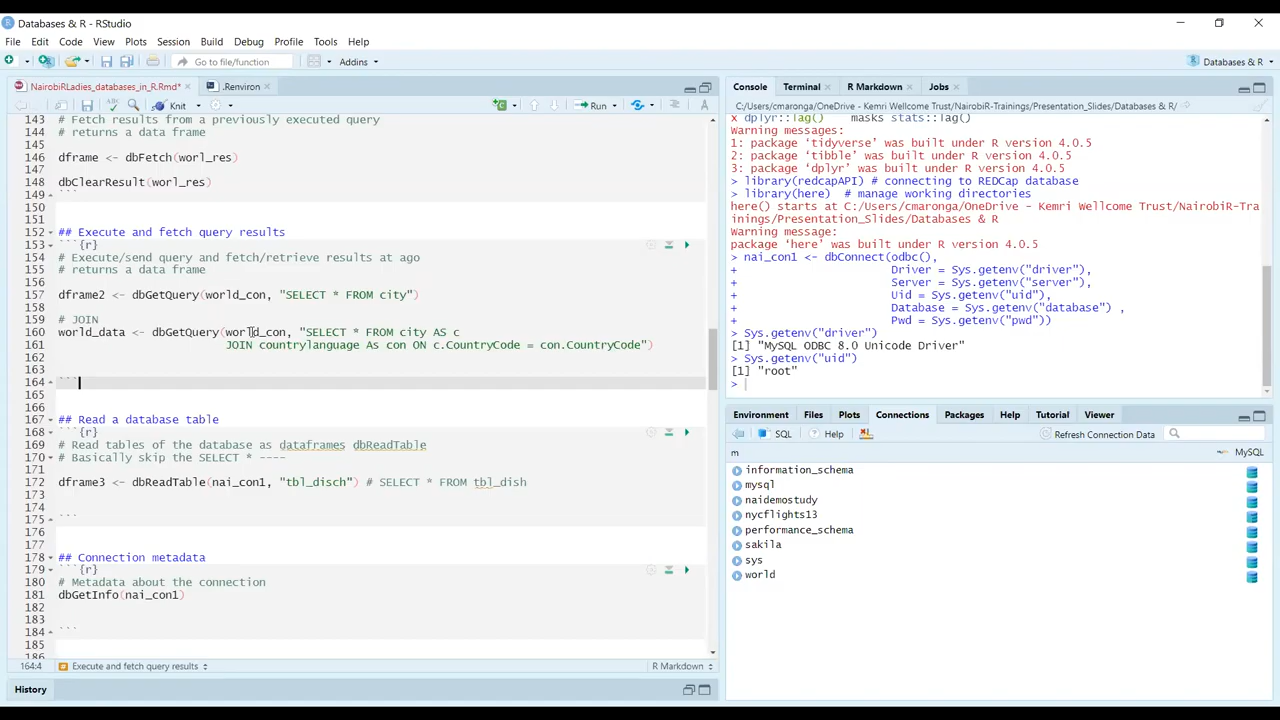 Databases & R - RStudio
File Edit Code View Plots Session Build Debug Profile Tools Help
Go to file/function Addins Databases & R
NairobiRLadies_databases_in_R.Rmd* .Renviron
Knit Run
143 # Fetch results from a previously executed query
144 # returns a data frame
145
146 dframe <- dbFetch(worl_res)
147
148 dbClearResult(worl_res)
149 ```
150
151
152 ## Execute and fetch query results
153 ```{r}
154 # Execute/send query and fetch/retrieve results at ago
155 # returns a data frame
156
157 dframe2 <- dbGetQuery(world_con, "SELECT * FROM city")
158
159 # JOIN
160 world_data <- dbGetQuery(world_con, "SELECT * FROM city AS c
161 JOIN countrylanguage As con ON c.CountryCode = con.CountryCode")
162
163
164 ```
165
166
167 ## Read a database table
168 ```{r}
169 # Read tables of the database as dataframes dbReadTable
170 # Basically skip the SELECT * ----
171
172 dframe3 <- dbReadTable(nai_con1, "tbl_disch") # SELECT * FROM tbl_dish
173
174
175 ```
176
177
178 ## Connection metadata
179 ```{r}
180 # Metadata about the connection
181 dbGetInfo(nai_con1)
182
183
184 ```
185
186
164:4 Execute and fetch query results R Markdown
History
Console Terminal R Markdown Jobs
C:/Users/cmaronga/OneDrive - Kemri Wellcome Trust/NairobiR-Trainings/Presentation_Slides/Databases & R/
x dplyr::lag() masks stats::lag()
Warning messages:
1: package ‘tidyverse’ was built under R version 4.0.5
2: package ‘tibble’ was built under R version 4.0.5
3: package ‘dplyr’ was built under R version 4.0.5
> library(redcapAPI) # connecting to REDCap database
> library(here) # manage working directories
here() starts at C:/Users/cmaronga/OneDrive - Kemri Wellcome Trust/NairobiR-Tra
inings/Presentation_Slides/Databases & R
Warning message:
package ‘here’ was built under R version 4.0.5
> nai_con1 <- dbConnect(odbc(),
+ Driver = Sys.getenv("driver"),
+ Server = Sys.getenv("server"),
+ Uid = Sys.getenv("uid"),
+ Database = Sys.getenv("database") ,
+ Pwd = Sys.getenv("pwd"))
> Sys.getenv("driver")
[1] "MySQL ODBC 8.0 Unicode Driver"
> Sys.getenv("uid")
[1] "root"
>
Environment Files Plots Connections Packages Help Tutorial Viewer
SQL Help Refresh Connection Data
m MySQL
information_schema
mysql
naidemostudy
nycflights13
performance_schema
sakila
sys
world